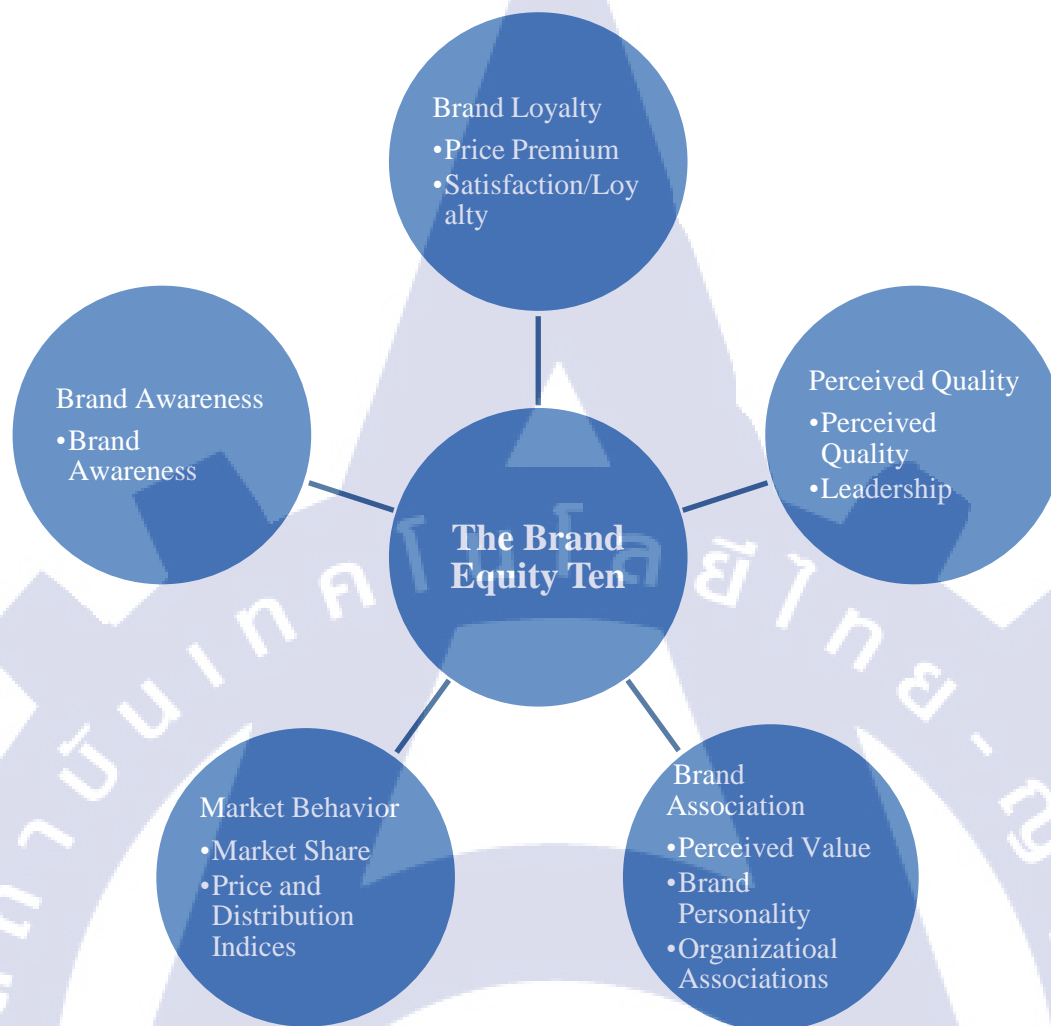 Brand Loyalty
•Price Premium
•Satisfaction/Loy
alty
Perceived Quality
•Perceived
Quality
•Leadership
Brand Awareness
•Brand
Awareness
The Brand
Equity Ten
Brand
Association
•Perceived Value
•Brand
Personality
•Organizatioal
Associations
Market Behavior
•Market Share
•Price and
Distribution
Indices